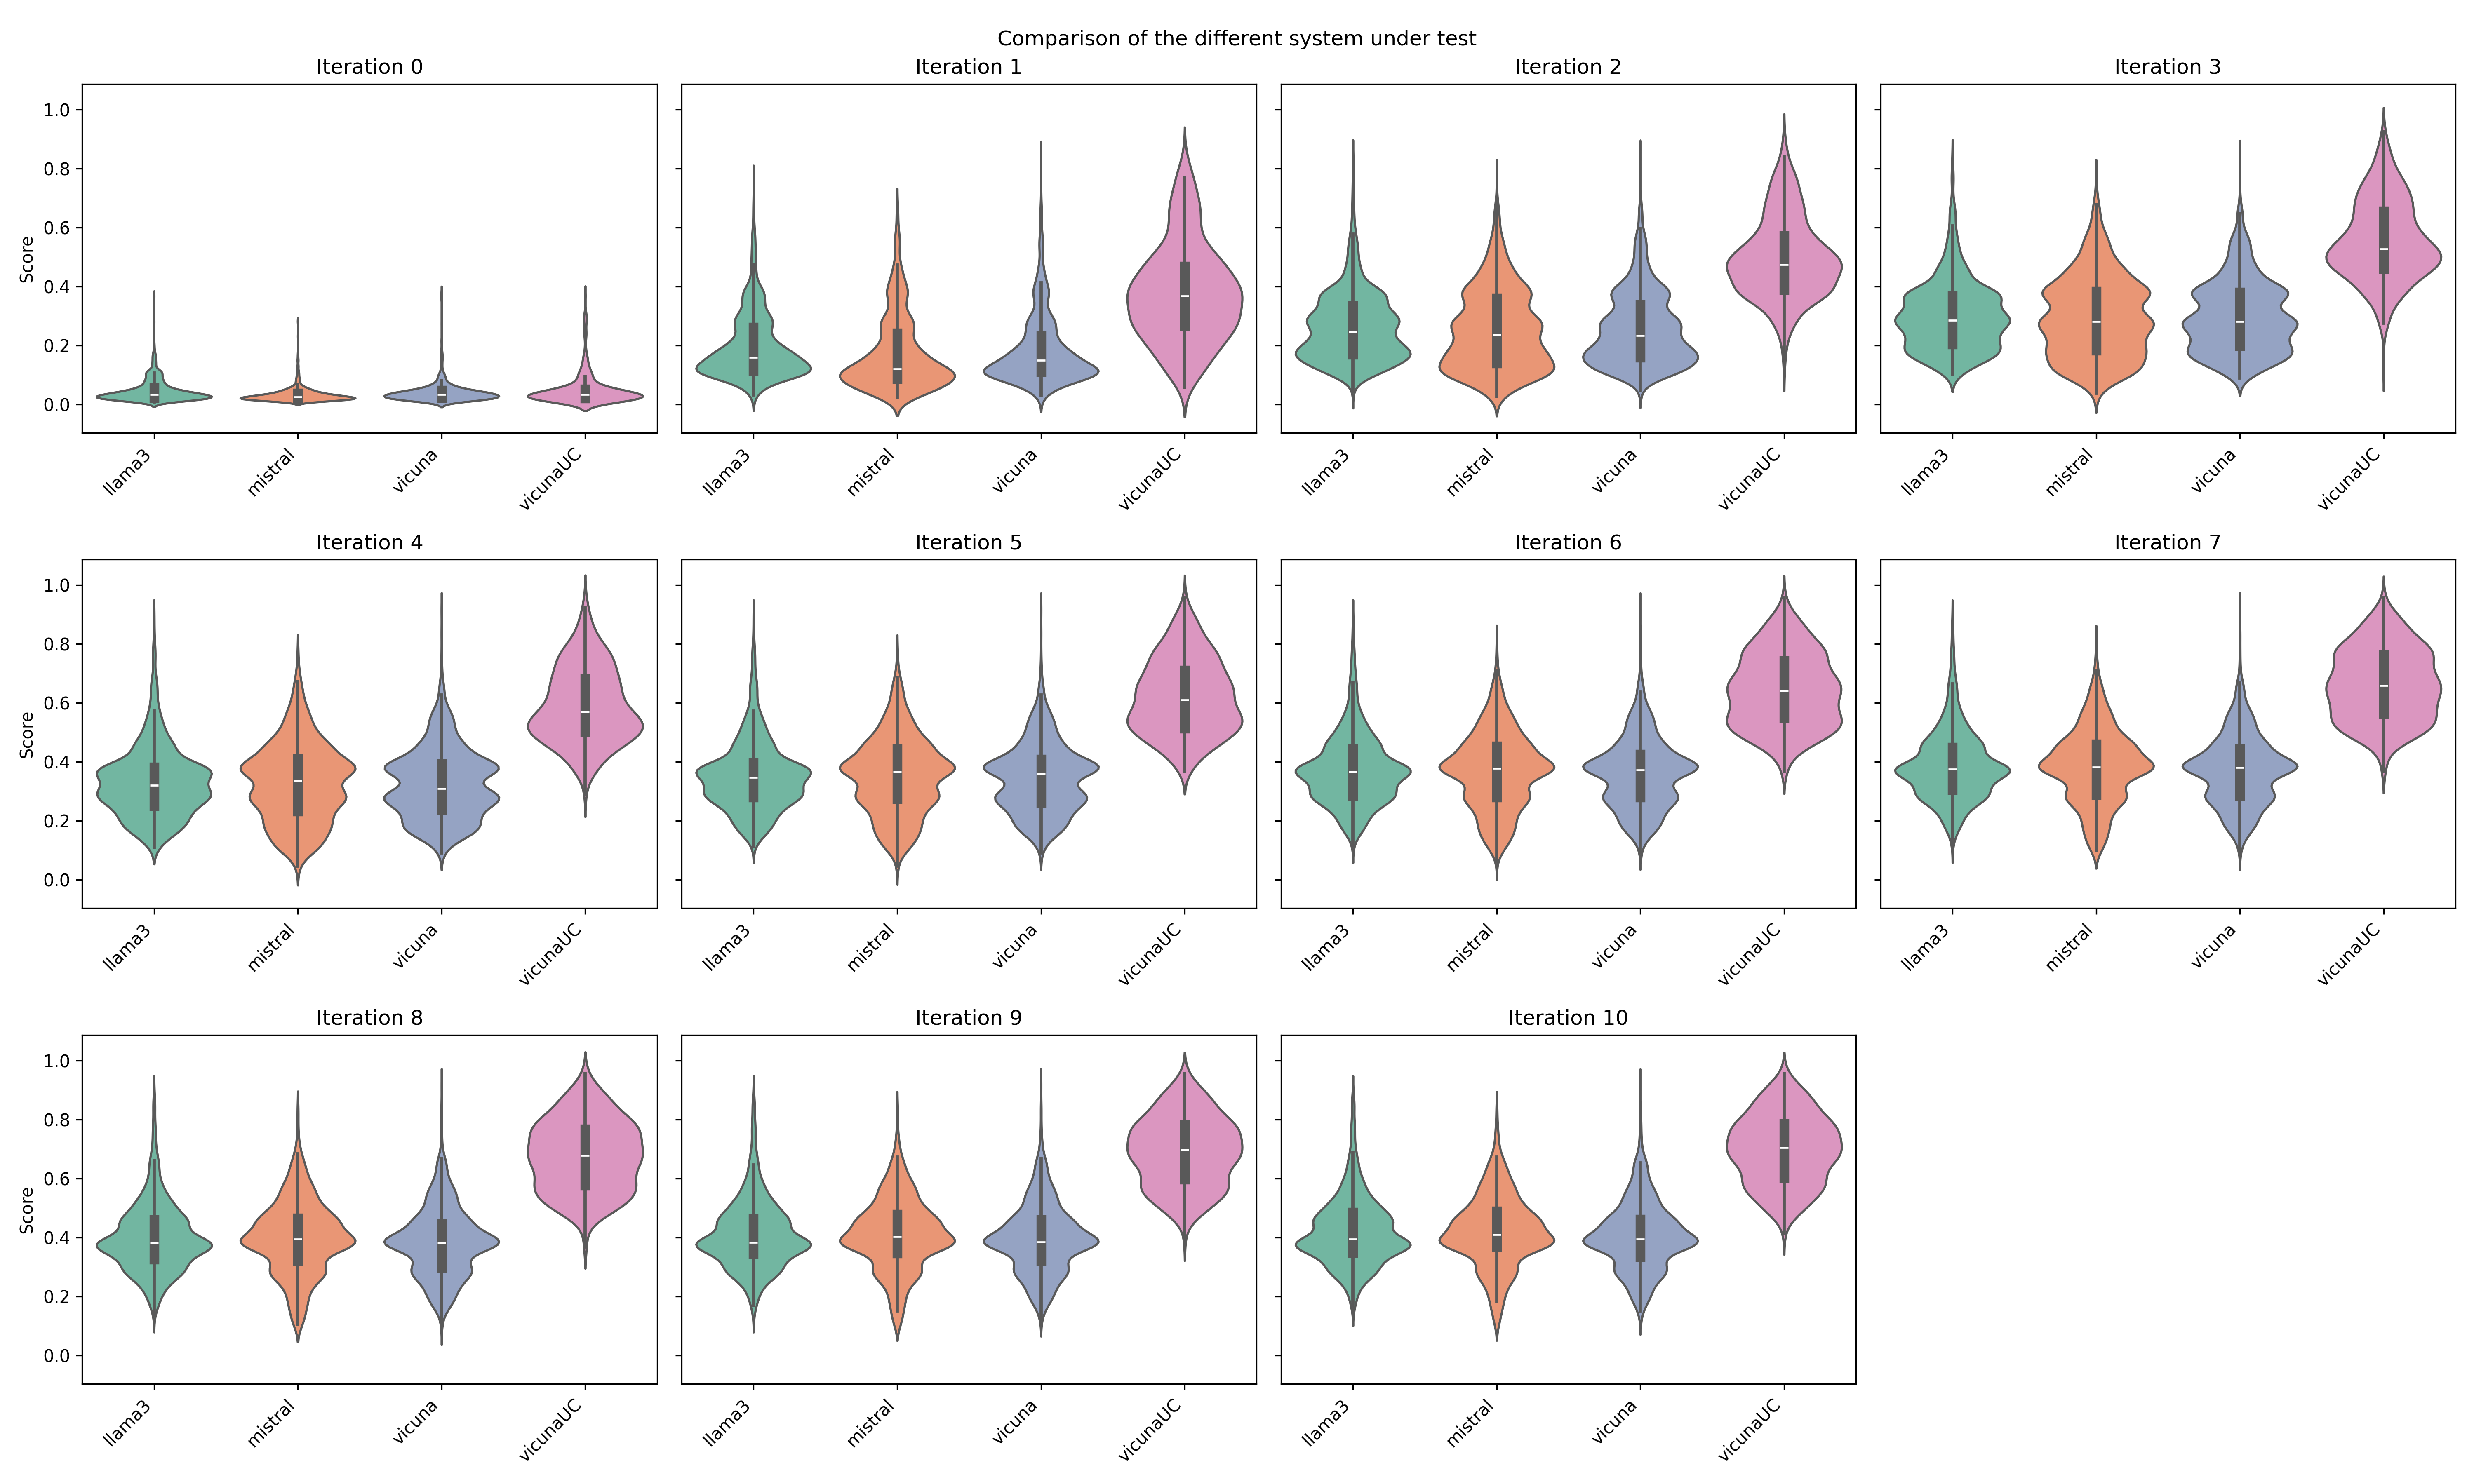 Comparison of the different system under test
Iteration 0
Iteration 1
Iteration 2
Iteration 3
Score
1.0
0.8
0.6
0.4
0.2
0.0
llama3
mistral
vicuna
vicunaUC
llama3
mistral
vicuna
vicunaUC
llama3
mistral
vicuna
vicunaUC
llama3
mistral
vicuna
vicunaUC
Iteration 4
Iteration 5
Iteration 6
Iteration 7
Score
1.0
0.8
0.6
0.4
0.2
0.0
llama3
mistral
vicuna
vicunaUC
llama3
mistral
vicuna
vicunaUC
llama3
mistral
vicuna
vicunaUC
llama3
mistral
vicuna
vicunaUC
Iteration 8
Iteration 9
Iteration 10
Score
1.0
0.8
0.6
0.4
0.2
0.0
llama3
mistral
vicuna
vicunaUC
llama3
mistral
vicuna
vicunaUC
llama3
mistral
vicuna
vicunaUC